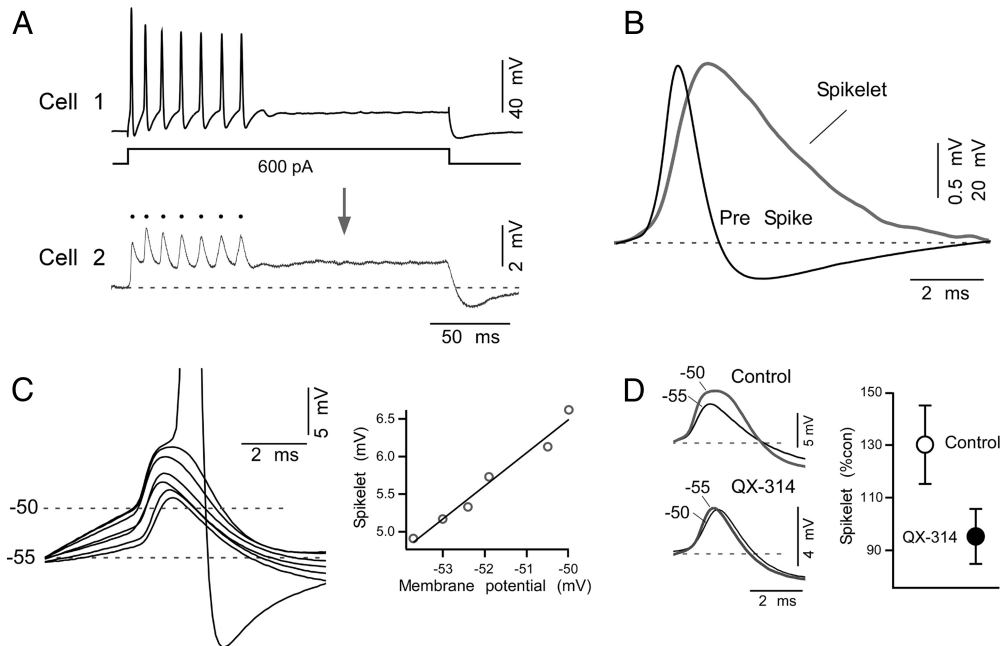 A
Cell 1
40 mV
600 pA
Cell 2
2 mV
50 ms
B
Spikelet
Pre Spike
0.5 mV
20 mV
2 ms
C
5 mV
2 ms
-50
-55
Spikelet (mV)
6.5
6.0
5.5
5.0
-53
-52
-51
-50
Membrane potential (mV)
D
-50
Control
-55
5 mV
QX-314
-55
-50
4 mV
2 ms
Spikelet (%con)
150
130
110
90
Control
QX-314